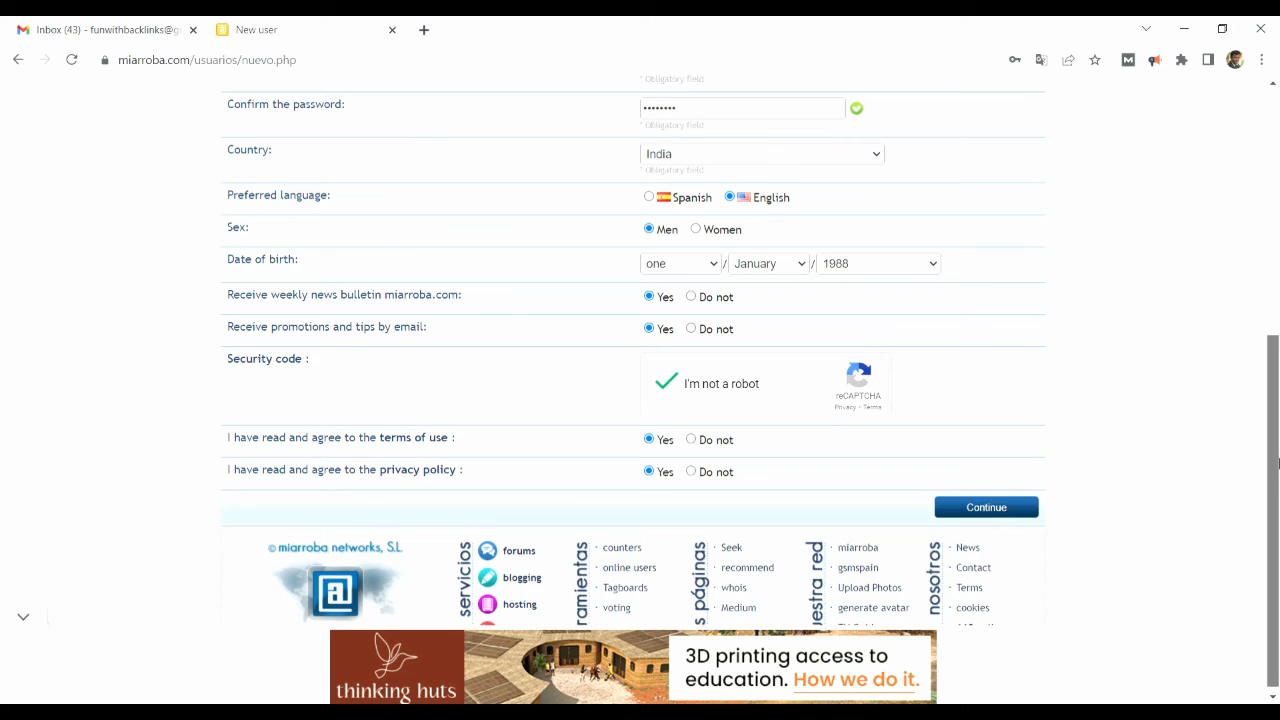 Inbox (43) - funwithbacklinks@g
New user
miarroba.com/usuarios/nuevo.php
* Obligatory field
Confirm the password:
••••••••
* Obligatory field
Country:
India
* Obligatory field
Preferred language:
Spanish
English
Sex:
Men
Women
Date of birth:
one / January / 1988
Receive weekly news bulletin miarroba.com:
Yes
Do not
Receive promotions and tips by email:
Yes
Do not
Security code :
I'm not a robot
reCAPTCHA
Privacy - Terms
I have read and agree to the terms of use :
Yes
Do not
I have read and agree to the privacy policy :
Yes
Do not
Continue
© miarroba networks, S.L.
@
servicios
forums
blogging
hosting
ramientas
· counters
· online users
· Tagboards
· voting
s páginas
· Seek
· recommend
· whois
· Medium
uestra red
· miarroba
· gsmspain
· Upload Photos
· generate avatar
nosotros
· News
· Contact
· Terms
· cookies
thinking huts
3D printing access to
education. How we do it.